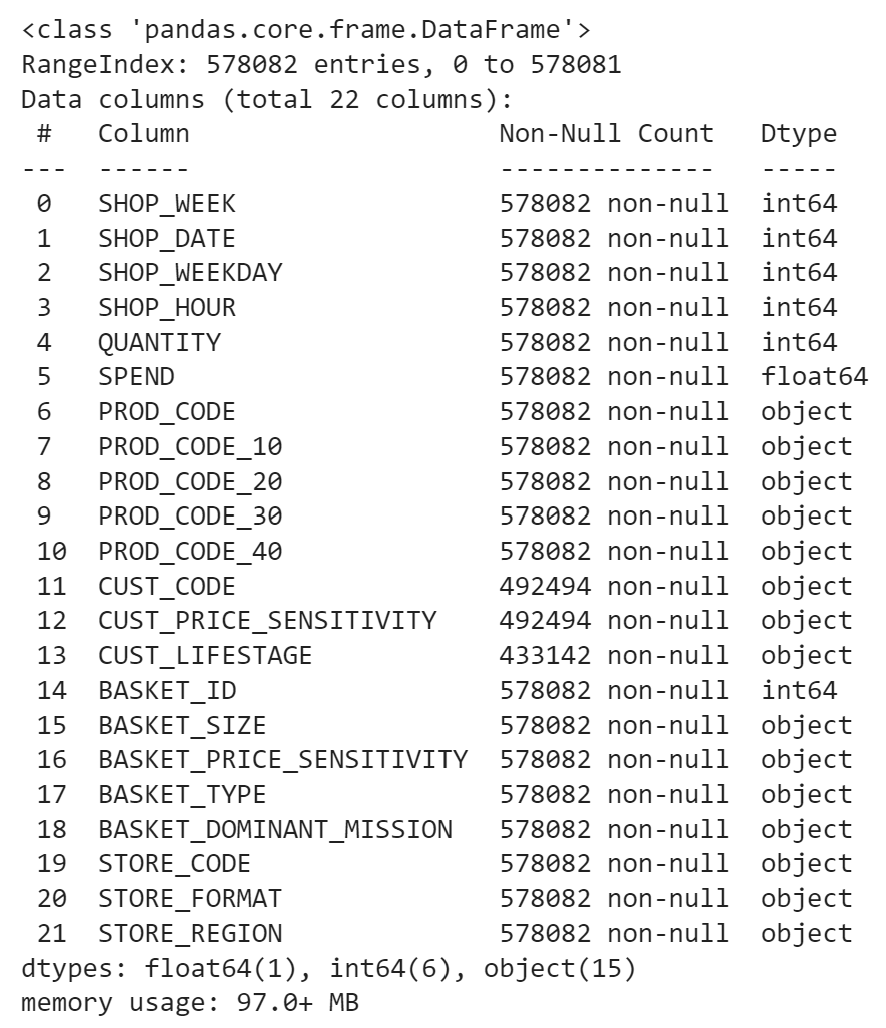 <class 'pandas.core.frame.DataFrame'>
RangeIndex: 578082 entries, 0 to 578081
Data columns (total 22 columns):
 #   Column                    Non-Null Count   Dtype
---  ------                    --------------   -----
 0   SHOP_WEEK                 578082 non-null  int64
 1   SHOP_DATE                 578082 non-null  int64
 2   SHOP_WEEKDAY              578082 non-null  int64
 3   SHOP_HOUR                 578082 non-null  int64
 4   QUANTITY                  578082 non-null  int64
 5   SPEND                     578082 non-null  float64
 6   PROD_CODE                 578082 non-null  object
 7   PROD_CODE_10              578082 non-null  object
 8   PROD_CODE_20              578082 non-null  object
 9   PROD_CODE_30              578082 non-null  object
 10  PROD_CODE_40              578082 non-null  object
 11  CUST_CODE                 492494 non-null  object
 12  CUST_PRICE_SENSITIVITY    492494 non-null  object
 13  CUST_LIFESTAGE            433142 non-null  object
 14  BASKET_ID                 578082 non-null  int64
 15  BASKET_SIZE               578082 non-null  object
 16  BASKET_PRICE_SENSITIVITY  578082 non-null  object
 17  BASKET_TYPE               578082 non-null  object
 18  BASKET_DOMINANT_MISSION   578082 non-null  object
 19  STORE_CODE                578082 non-null  object
 20  STORE_FORMAT              578082 non-null  object
 21  STORE_REGION              578082 non-null  object
dtypes: float64(1), int64(6), object(15)
memory usage: 97.0+ MB